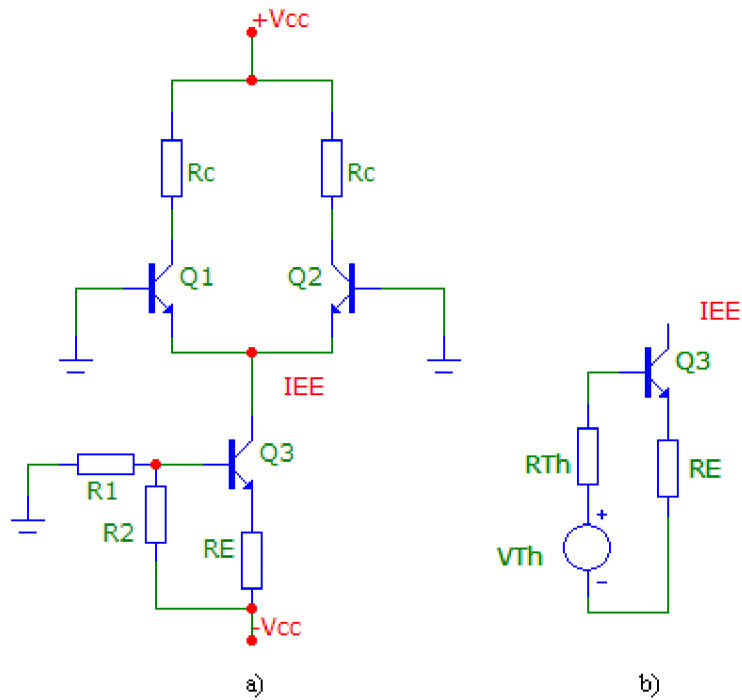 +Vcc
Rc
Rc
Q1
Q2
IEE
Q3
R1
R2
RE
-Vcc
a)
IEE
Q3
RTh
RE
+
VTh
-
b)